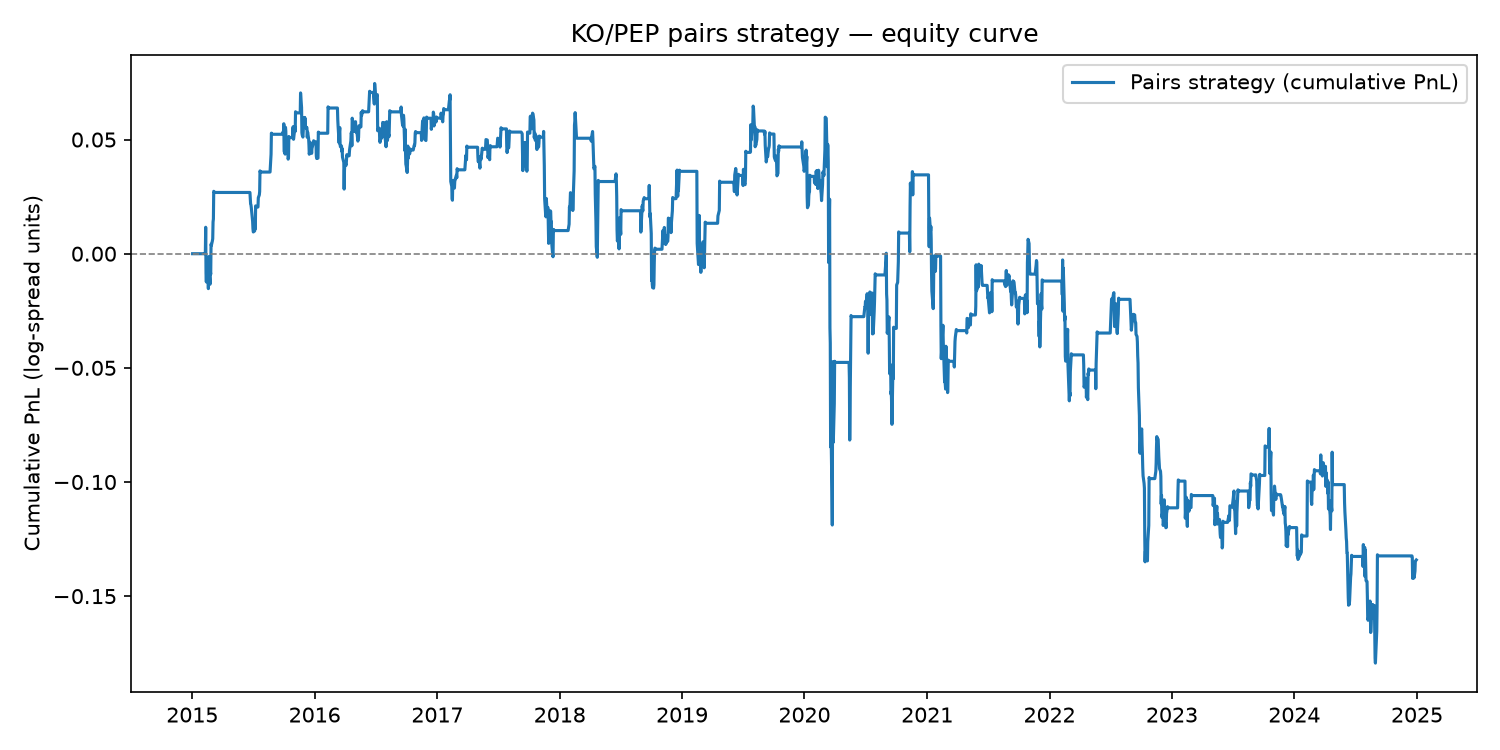 KO/PEP pairs strategy — equity curve
Pairs strategy (cumulative PnL)
Cumulative PnL (log-spread units)
0.05
0.00
−0.05
−0.10
−0.15
2015 2016 2017 2018 2019 2020 2021 2022 2023 2024 2025